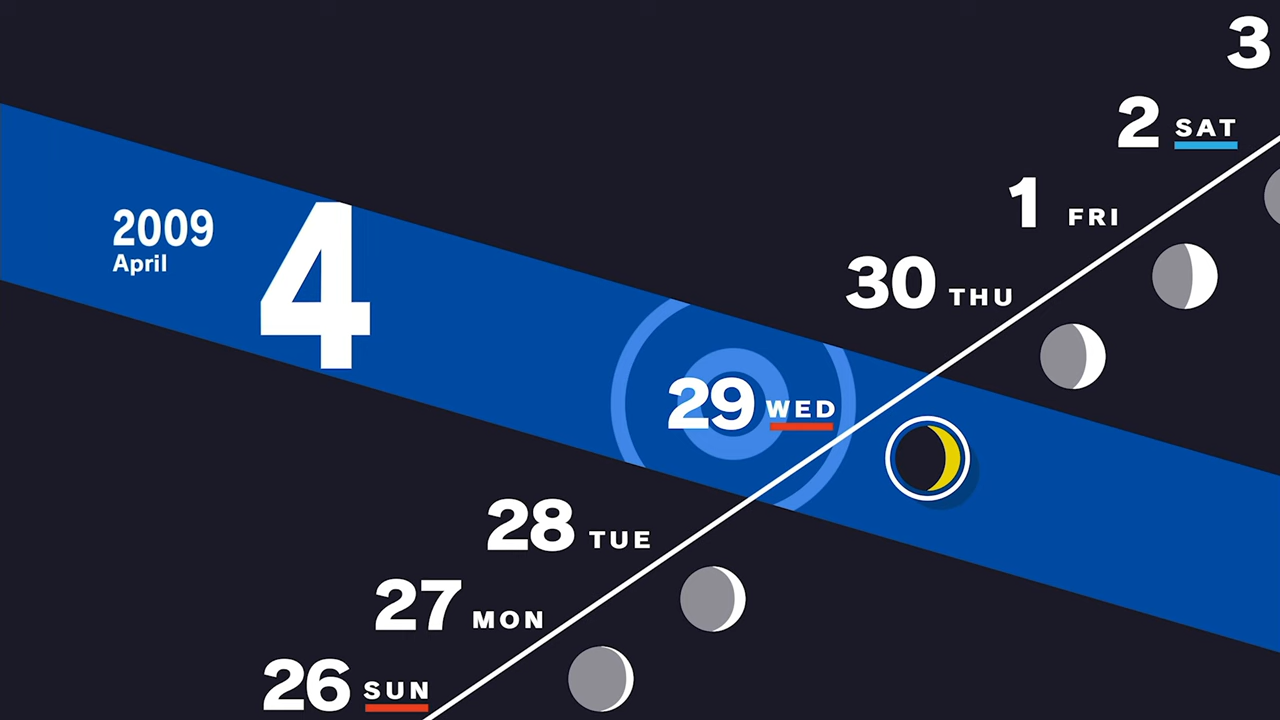 3
2 SAT
1 FRI
2009
April
4
30 THU
29 WED
28 TUE
27 MON
26 SUN